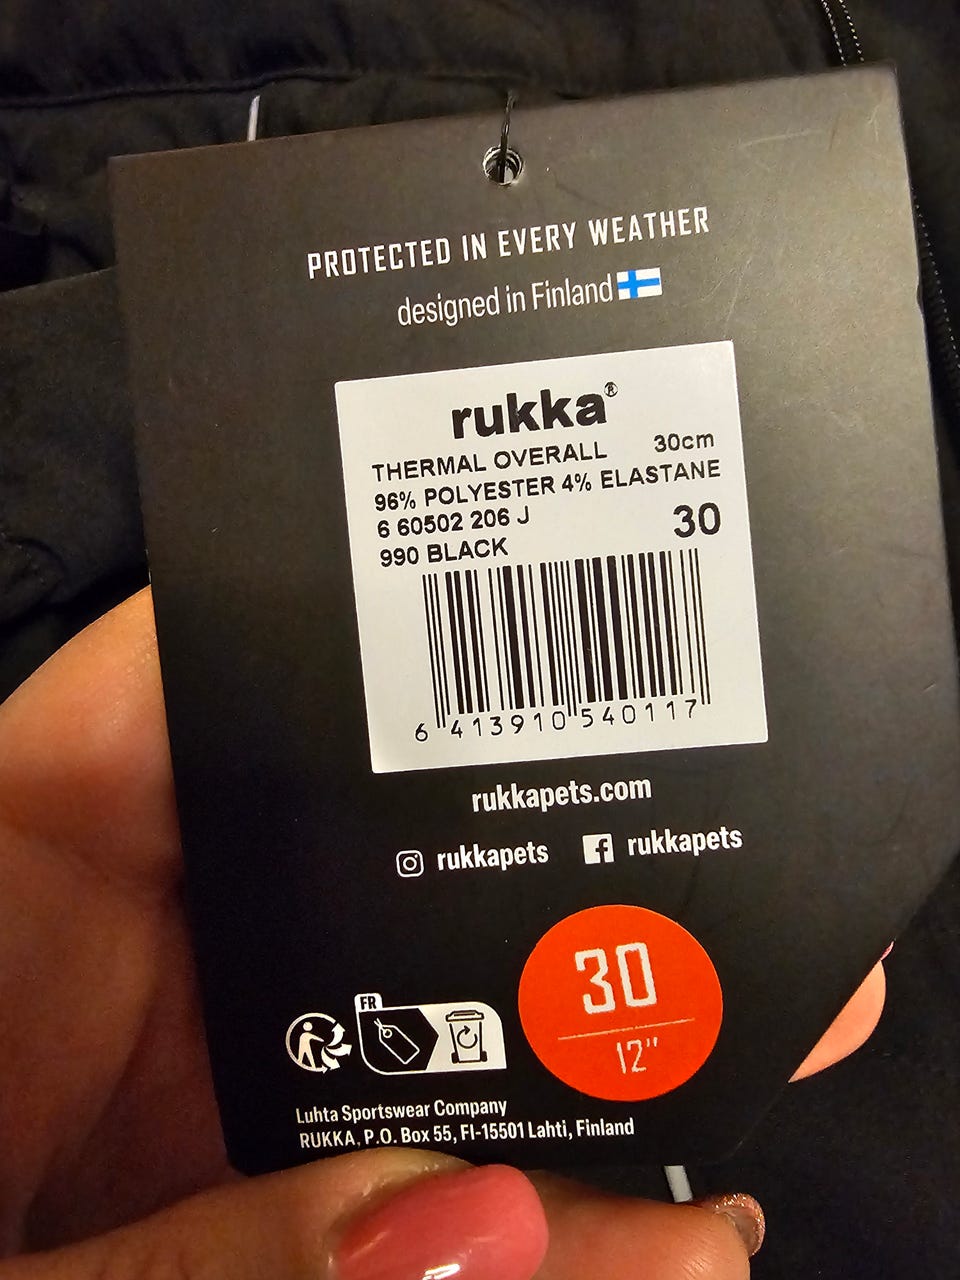 PROTECTED IN EVERY WEATHER
designed in Finland
rukka®
THERMAL OVERALL 30cm
96% POLYESTER 4% ELASTANE
6 60502 206 J 30
990 BLACK
6 413910 540117
rukkapets.com
rukkapets rukkapets
30
12"
FR
Luhta Sportswear Company
RUKKA, P.O. Box 55, FI-15501 Lahti, Finland